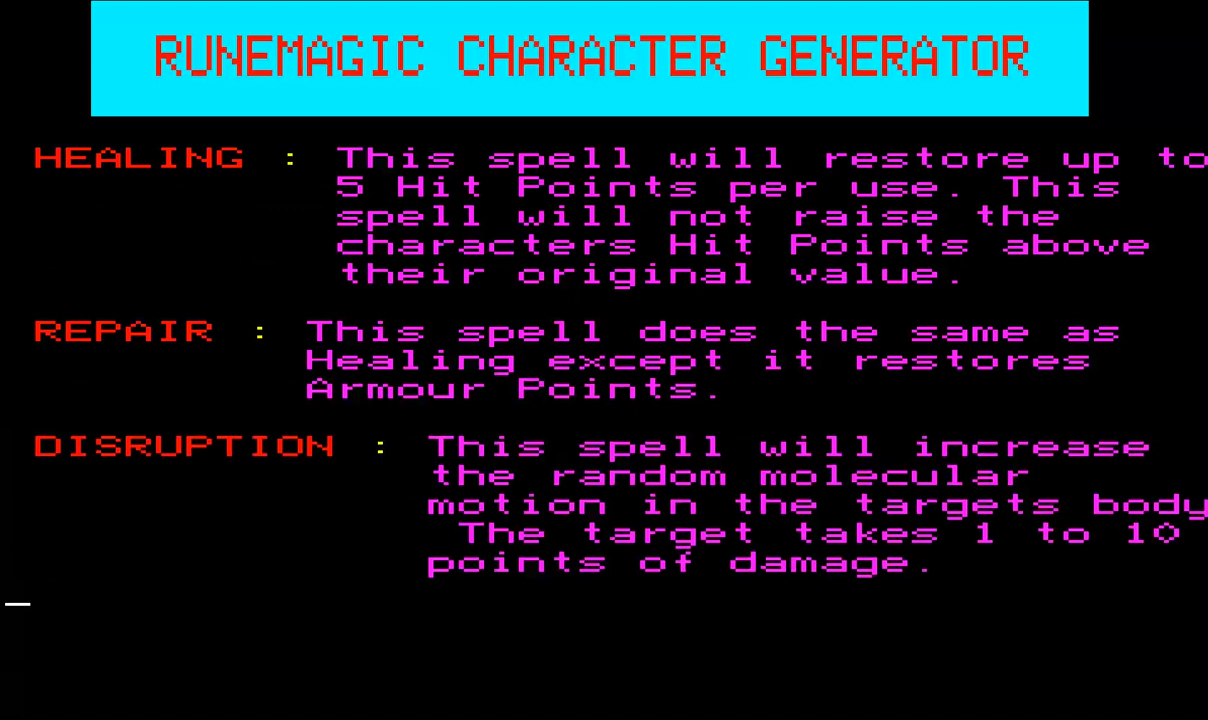 RUNEMAGIC CHARACTER GENERATOR
HEALING : This spell will restore up to
5 Hit Points per use. This
spell will not raise the
characters Hit Points above
their original value.
REPAIR : This spell does the same as
Healing except it restores
Armour Points.
DISRUPTION : This spell will increase
the random molecular
motion in the targets body
The target takes 1 to 10
points of damage.